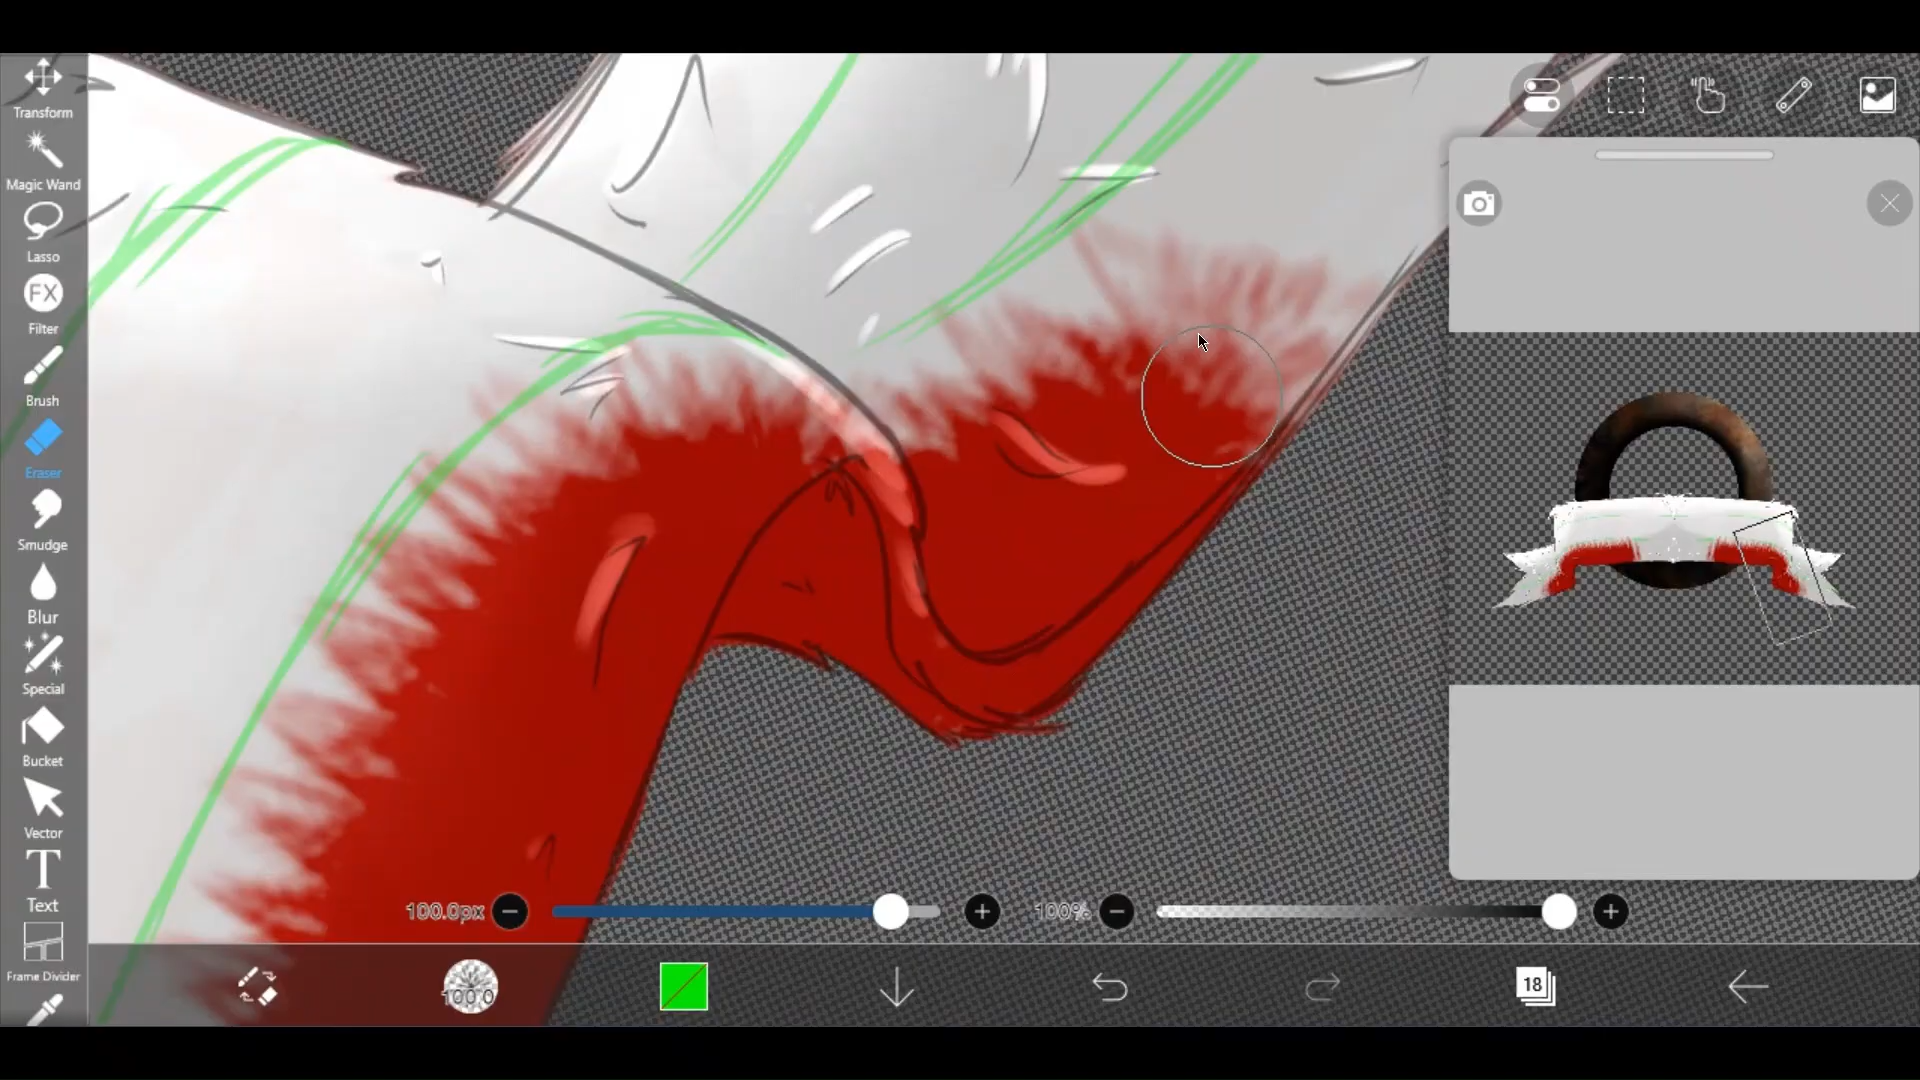 Transform
Magic Wand
Lasso
FX
Filter
Brush
Eraser
Smudge
Blur
Special
Bucket
Vector
T
Text
Frame Divider
100.0px
100%
100.0
18